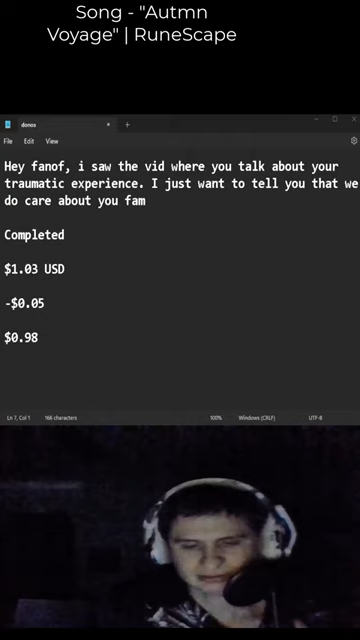 Song - "Autmn
Voyage" | RuneScape
donos
File Edit View
Hey fanof, i saw the vid where you talk about your
traumatic experience. I just want to tell you that we
do care about you fam
Completed
$1.03 USD
-$0.05
$0.98
Ln 7, Col 1 166 characters 100% Windows (CRLF) UTF-8